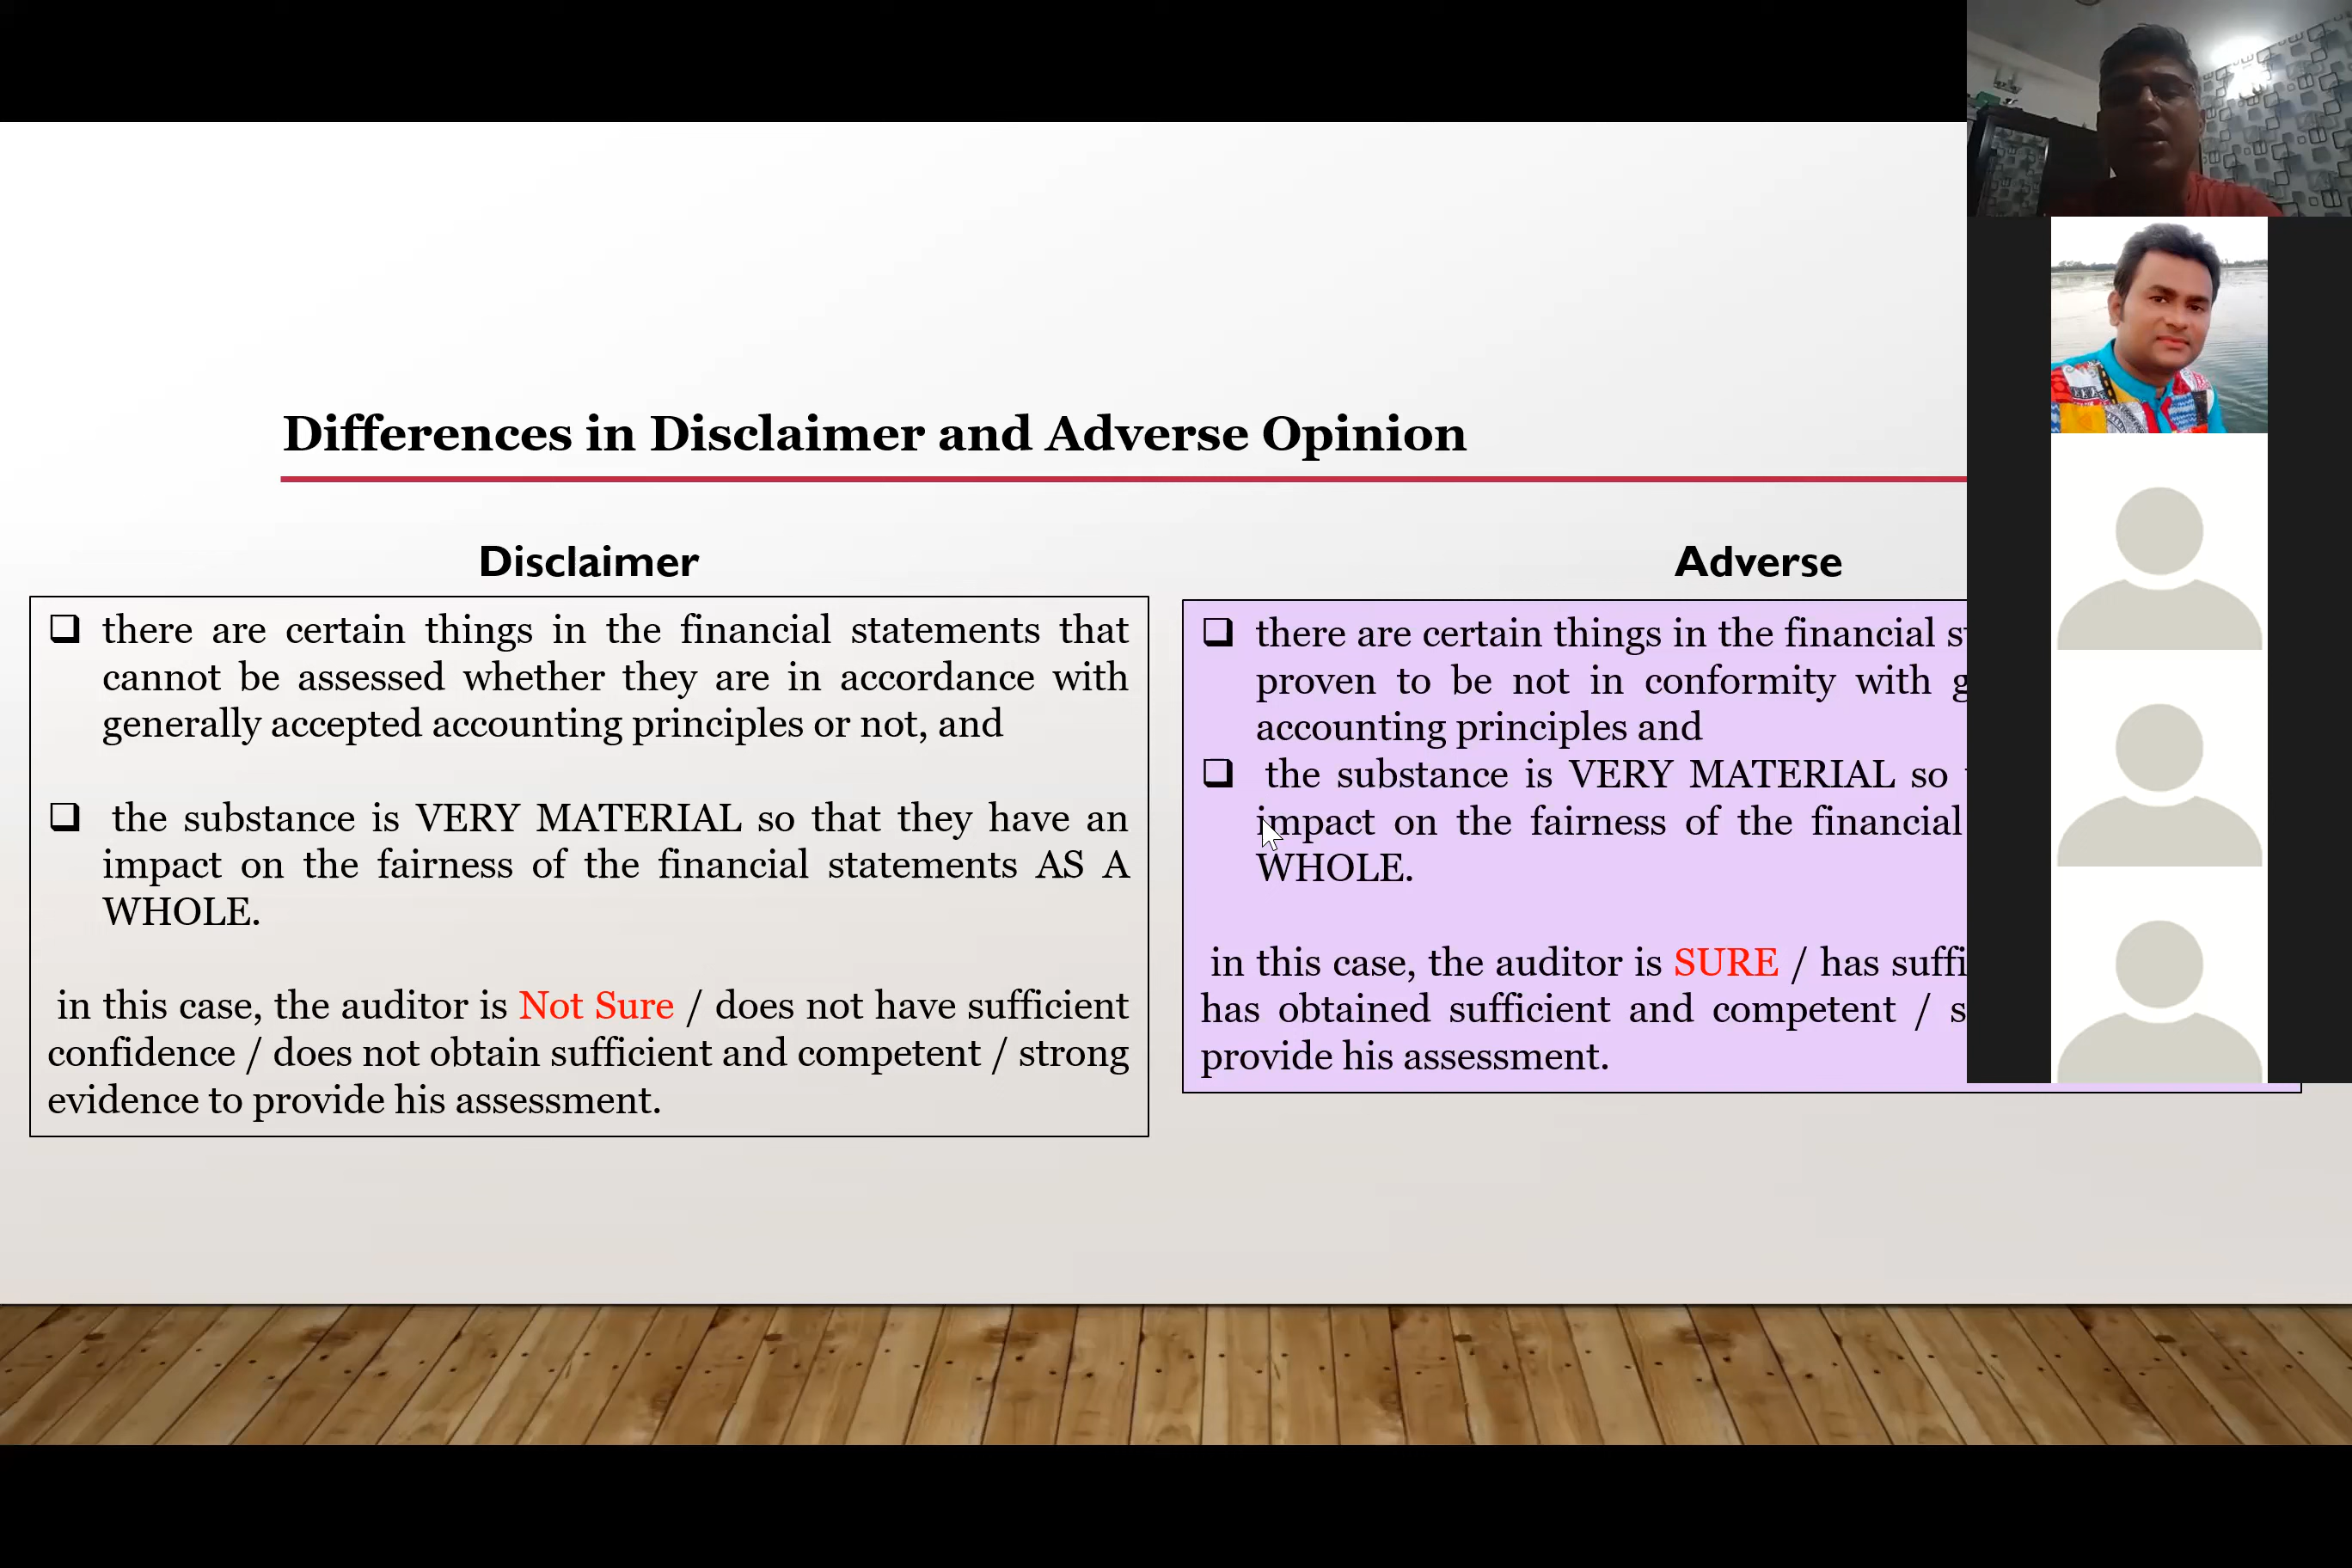 Differences in Disclaimer and Adverse Opinion
Disclaimer
there are certain things in the financial statements that
cannot be assessed whether they are in accordance with
generally accepted accounting principles or not, and
the substance is VERY MATERIAL so that they have an
impact on the fairness of the financial statements AS A
WHOLE.
in this case, the auditor is Not Sure / does not have sufficient
confidence / does not obtain sufficient and competent / strong
evidence to provide his assessment.
Adverse
there are certain things in the financial
proven to be not in conformity with
accounting principles and
the substance is VERY MATERIAL so
impact on the fairness of the financial
WHOLE.
in this case, the auditor is SURE / has
has obtained sufficient and competent /
provide his assessment.